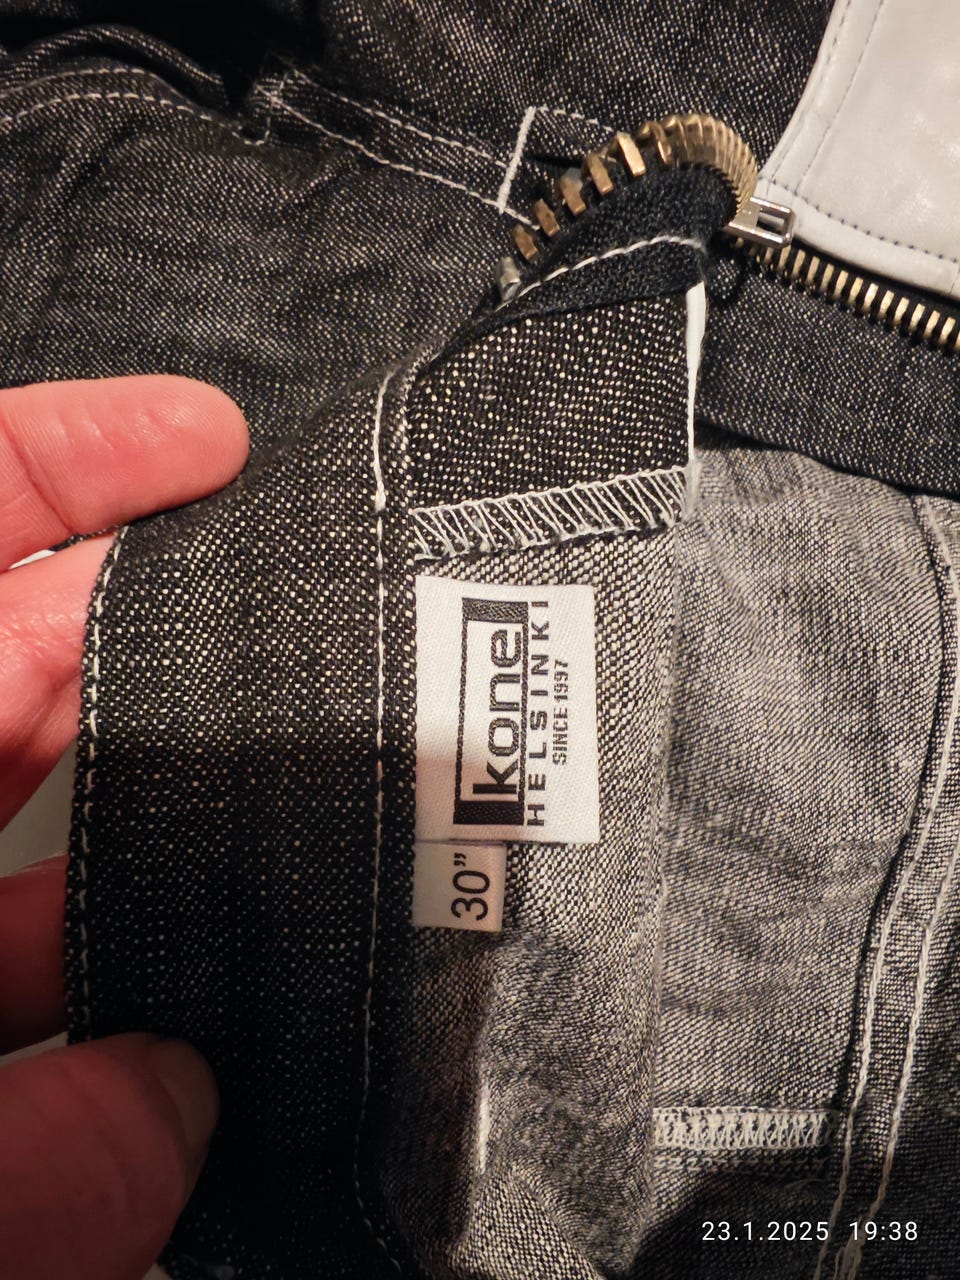 kone
HELSINKI
SINCE 1997
30”
23.1.2025 19:38